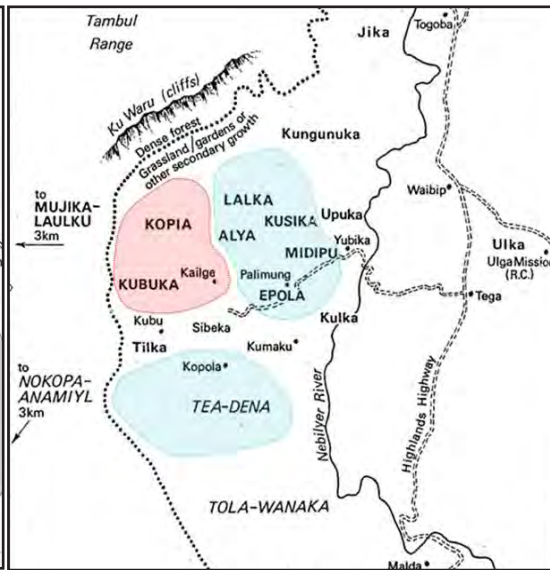 Tambul
Range
Togoba
Jika
Ku Waru (cliffs)
Dense forest
Grassland/gardens or
other secondary growth
Kungunuka
to
MUJIKA-
LAULKU
3km
LALKA
Waibip
KOPIA
KUSIKA
Upuka
ALYA
MIDIPU
Yubika
Ulka
Ulga Mission
(R.C.)
Kailge
Palimung
KUBUKA
EPOLA
Tega
Kubu
Sibeka
Kulka
Tilka
Kumaku
to
NOKOPA-
ANAMIYL
3km
Kopola
TEA-DENA
Nebilyer River
Highlands Highway
TOLA-WANAKA
Malda